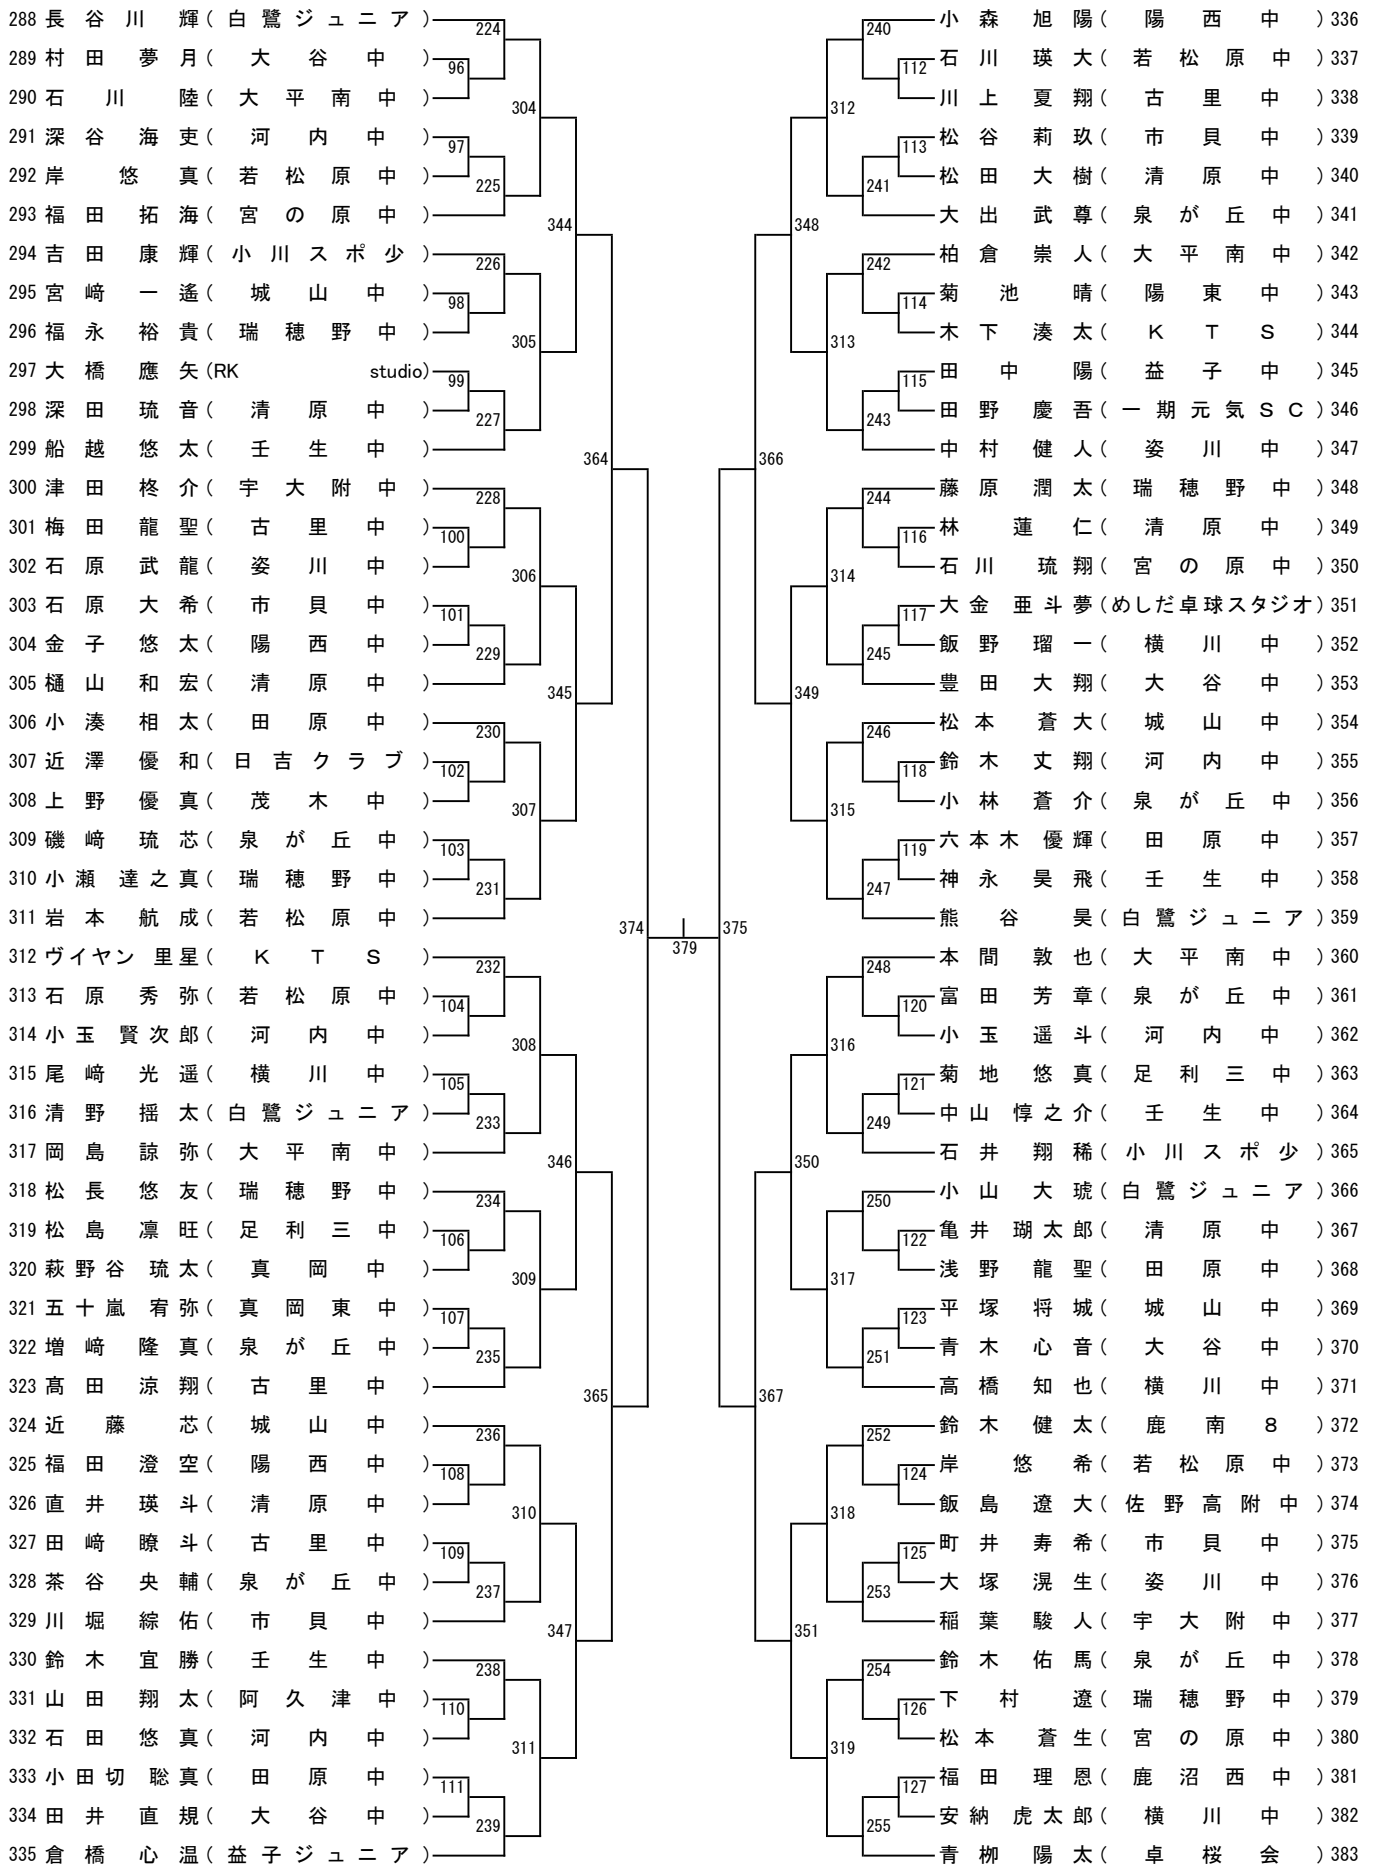 288 長谷川 輝 (白鷺ジュニア)
289 村田 夢月 (大谷中)
290 石川 陸 (大平南中)
291 深谷 海吏 (河内中)
292 岸 悠真 (若松原中)
293 福田 拓海 (宮の原中)
294 吉田 康輝 (小川スポ少)
295 宮﨑 一遙 (城山中)
296 福永 裕貴 (瑞穂野中)
297 大橋 應矢 (RK studio)
298 深田 琉音 (清原中)
299 船越 悠太 (壬生中)
300 津田 柊介 (宇大附中)
301 梅田 龍聖 (古里中)
302 石原 武龍 (姿川中)
303 石原 大希 (市貝中)
304 金子 悠太 (陽西中)
305 樋山 和宏 (清原中)
306 小湊 相太 (田原中)
307 近澤 優和 (日吉クラブ)
308 上野 優真 (茂木中)
309 磯﨑 琉芯 (泉が丘中)
310 小瀬 達之真 (瑞穂野中)
311 岩本 航成 (若松原中)
312 ヴイヤン 里星 (KTS)
313 石原 秀弥 (若松原中)
314 小玉 賢次郎 (河内中)
315 尾﨑 光遥 (横川中)
316 清野 揺太 (白鷺ジュニア)
317 岡島 諒弥 (大平南中)
318 松長 悠友 (瑞穂野中)
319 松島 凛旺 (足利三中)
320 萩野谷 琉太 (真岡中)
321 五十嵐 宥弥 (真岡東中)
322 増﨑 隆真 (泉が丘中)
323 髙田 涼翔 (古里中)
324 近藤 芯 (城山中)
325 福田 澄空 (陽西中)
326 直井 瑛斗 (清原中)
327 田﨑 瞭斗 (古里中)
328 茶谷 央輔 (泉が丘中)
329 川堀 綜佑 (市貝中)
330 鈴木 宜勝 (壬生中)
331 山田 翔太 (阿久津中)
332 石田 悠真 (河内中)
333 小田切 聡真 (田原中)
334 田井 直規 (大谷中)
335 倉橋 心温 (益子ジュニア)
224
96
304
97
225
344
226
98
305
99
227
364
228
100
306
101
229
345
230
102
307
103
231
374
232
104
308
105
233
346
234
106
309
107
235
365
236
108
310
109
237
347
238
110
311
111
239
379
240
112
312
113
241
348
242
114
313
115
243
366
244
116
314
117
245
349
246
118
315
119
247
375
248
120
316
121
249
350
250
122
317
123
251
367
252
124
318
125
253
351
254
126
319
127
255
小森 旭陽 (陽西中) 336
石川 瑛大 (若松原中) 337
川上 夏翔 (古里中) 338
松谷 莉玖 (市貝中) 339
松田 大樹 (清原中) 340
大出 武尊 (泉が丘中) 341
柏倉 崇人 (大平南中) 342
菊池 晴 (陽東中) 343
木下 湊太 (KTS) 344
田中 陽 (益子中) 345
田野 慶吾 (一期元気SC) 346
中村 健人 (姿川中) 347
藤原 潤太 (瑞穂野中) 348
林 蓮仁 (清原中) 349
石川 琉翔 (宮の原中) 350
大金 亜斗夢 (めしだ卓球スタジオ) 351
飯野 瑠一 (横川中) 352
豊田 大翔 (大谷中) 353
松本 蒼大 (城山中) 354
鈴木 丈翔 (河内中) 355
小林 蒼介 (泉が丘中) 356
六本木 優輝 (田原中) 357
神永 昊飛 (壬生中) 358
熊谷 昊 (白鷺ジュニア) 359
本間 敦也 (大平南中) 360
富田 芳章 (泉が丘中) 361
小玉 遥斗 (河内中) 362
菊地 悠真 (足利三中) 363
中山 惇之介 (壬生中) 364
石井 翔稀 (小川スポ少) 365
小山 大琥 (白鷺ジュニア) 366
亀井 瑚太郎 (清原中) 367
浅野 龍聖 (田原中) 368
平塚 将城 (城山中) 369
青木 心音 (大谷中) 370
高橋 知也 (横川中) 371
鈴木 健太 (鹿南8) 372
岸 悠希 (若松原中) 373
飯島 遼大 (佐野高附中) 374
町井 寿希 (市貝中) 375
大塚 滉生 (姿川中) 376
稲葉 駿人 (宇大附中) 377
鈴木 佑馬 (泉が丘中) 378
下村 遼 (瑞穂野中) 379
松本 蒼生 (宮の原中) 380
福田 理恩 (鹿沼西中) 381
安納 虎太郎 (横川中) 382
青栁 陽太 (卓桜会) 383